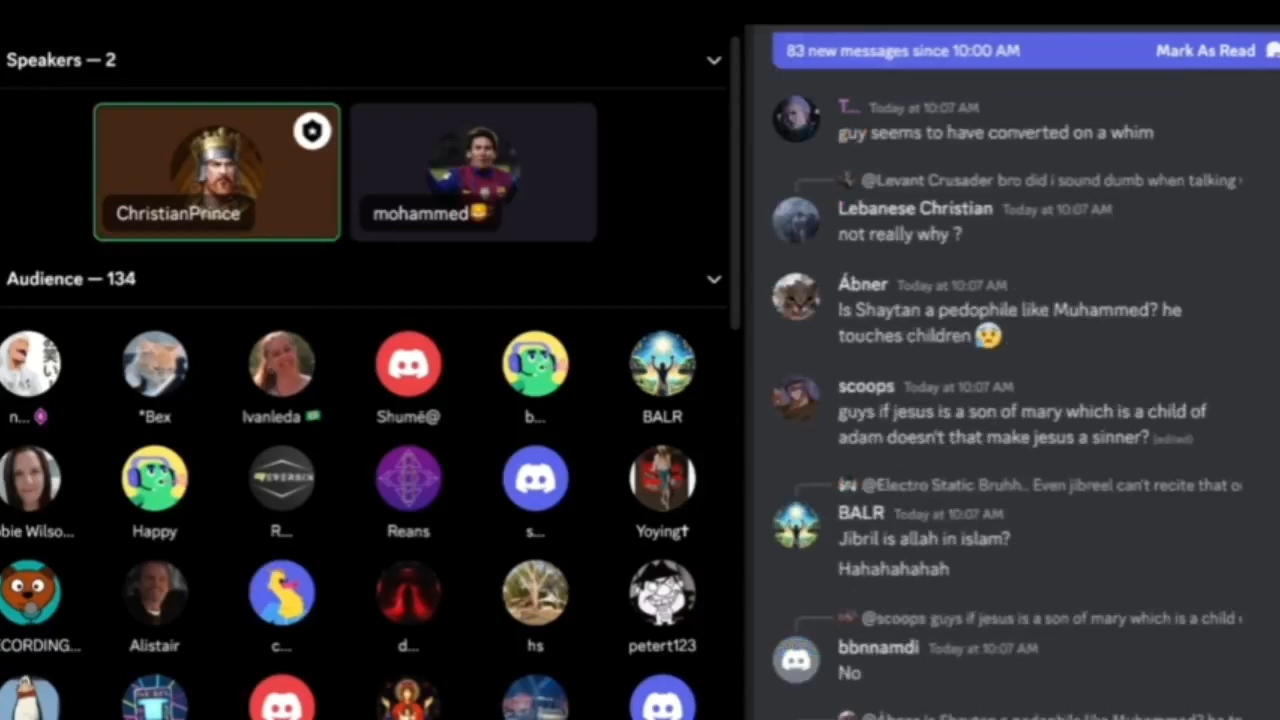 Speakers — 2
ChristianPrince
mohammed
Audience — 134
n...
*Bex
Ivanleda
Shumë@
b...
BALR
bie Wilso...
Happy
R...
Reans
s...
Yoying✝
CORDING...
Alistair
c...
d...
hs
petert123
83 new messages since 10:00 AM
Mark As Read
T... Today at 10:07 AM
guy seems to have converted on a whim
@Levant Crusader bro did i sound dumb when talking
Lebanese Christian Today at 10:07 AM
not really why ?
Ábner Today at 10:07 AM
Is Shaytan a pedophile like Muhammed? he
touches children 😰
scoops Today at 10:07 AM
guys if jesus is a son of mary which is a child of
adam doesn't that make jesus a sinner? (edited)
@Electro Static Bruhh.. Even jibreel can't recite that
BALR Today at 10:07 AM
Jibril is allah in islam?
Hahahahahah
@scoops guys if jesus is a son of mary which is a child
bbnnamdi Today at 10:07 AM
No